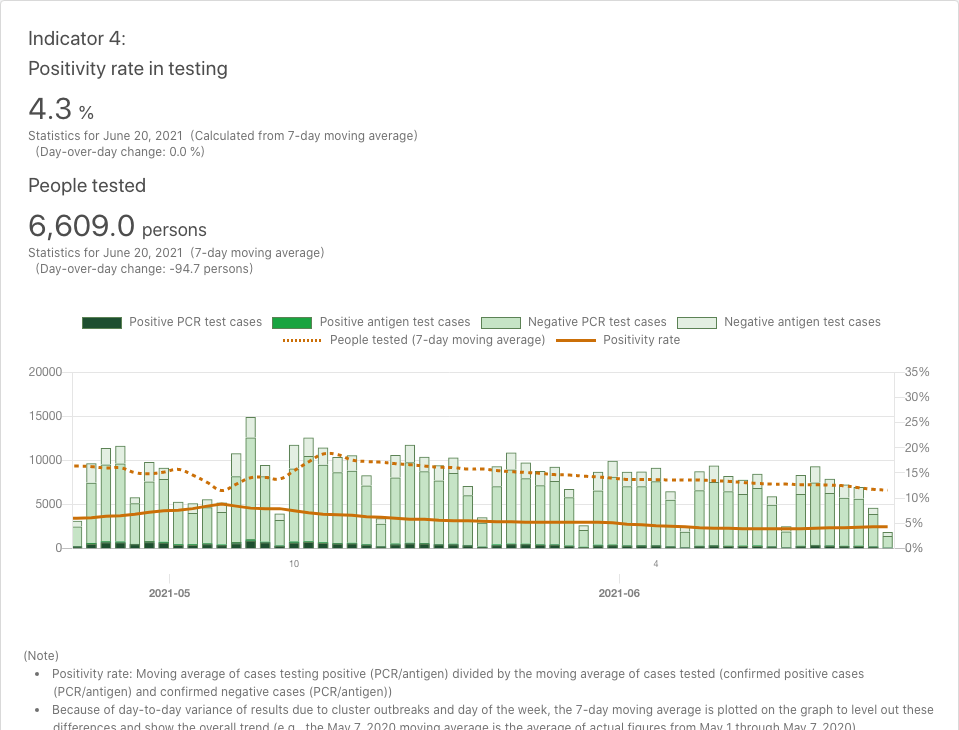 Indicator 4:
Positivity rate in testing
4.3 %
Statistics for June 20, 2021 (Calculated from 7-day moving average)
(Day-over-day change: 0.0 %)
People tested
6,609.0 persons
Statistics for June 20, 2021 (7-day moving average)
(Day-over-day change: -94.7 persons)
Positive PCR test cases Positive antigen test cases Negative PCR test cases Negative antigen test cases
People tested (7-day moving average) Positivity rate
20000 35%
30%
15000
25%
20%
10000
15%
10%
5000
5%
0 0%
10 4
2021-05 2021-06
(Note)
• Positivity rate: Moving average of cases testing positive (PCR/antigen) divided by the moving average of cases tested (confirmed positive cases
(PCR/antigen) and confirmed negative cases (PCR/antigen))
• Because of day-to-day variance of results due to cluster outbreaks and day of the week, the 7-day moving average is plotted on the graph to level out these
differences and show the overall trend (e.g., the May 7, 2020 moving average is the average of actual figures from May 1 through May 7, 2020)